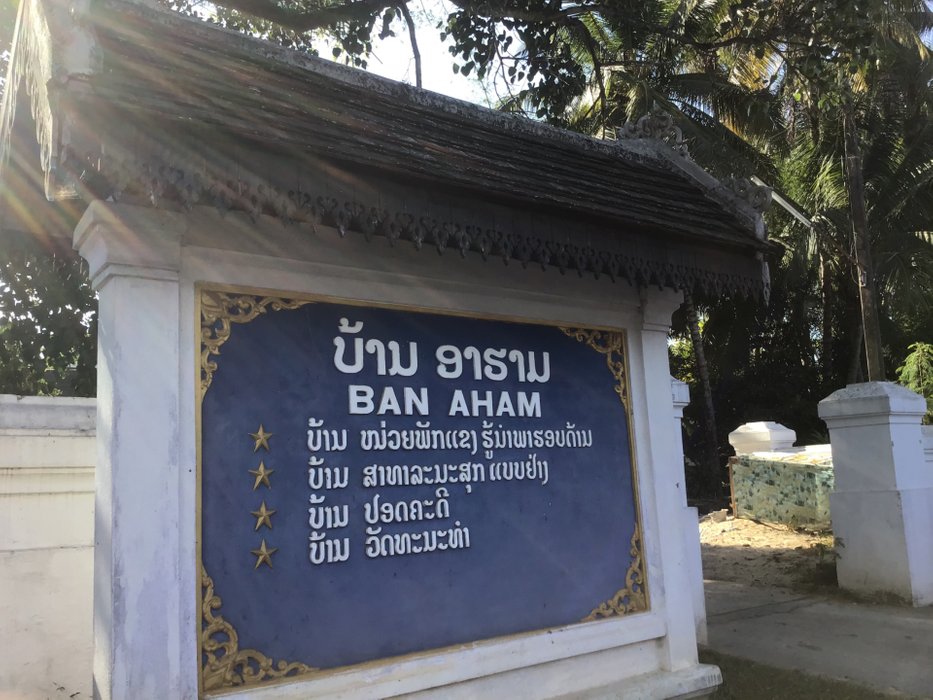 ບ້ານ ອາຮາມ
BAN AHAM
ບ້ານ ໜ່ວຍພັກແຂງ ຮູ້ນຳພາຮອບດ້ານ
ບ້ານ ສາທາລະນະສຸກ ແບບຢ່າງ
ບ້ານ ປອດຄະດີ
ບ້ານ ວັດທະນະທຳ